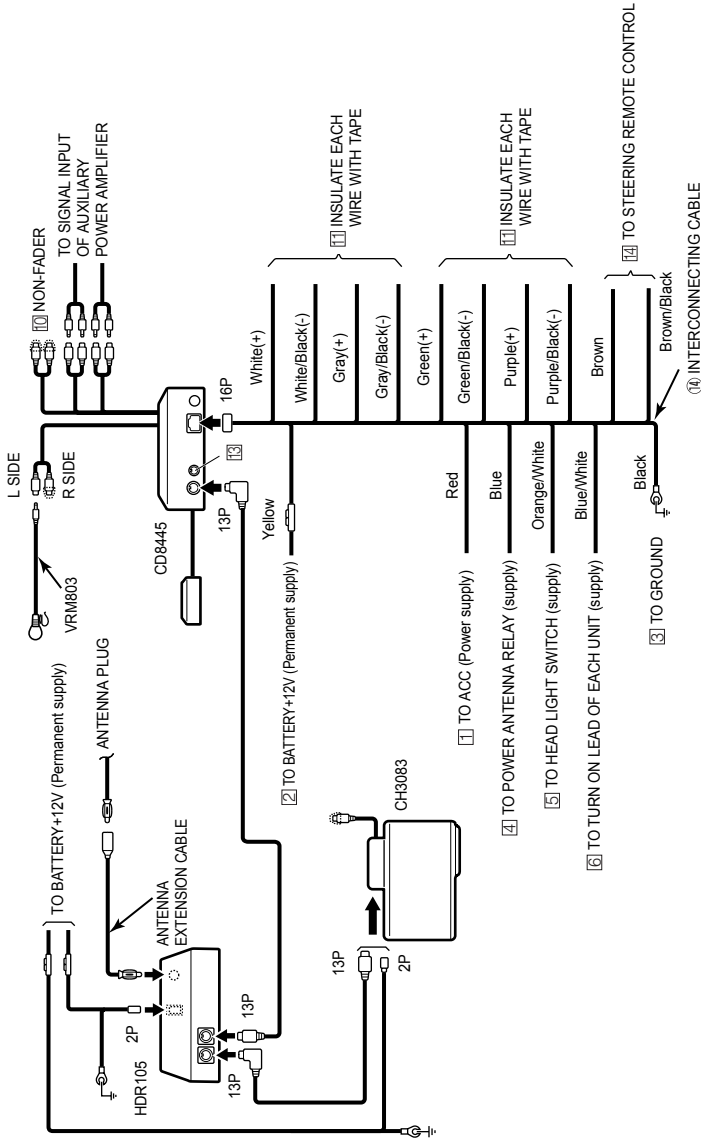 10 NON-FADER
TO SIGNAL INPUT
OF AUXILIARY
POWER AMPLIFIER
L SIDE
R SIDE
VRM803
CD8445
16P
13
13P
TO BATTERY+12V (Permanent supply)
ANTENNA PLUG
ANTENNA
EXTENSION CABLE
2P
HDR105
13P
13P
13P
2P
CH3083
Yellow
2 TO BATTERY+12V (Permanent supply)
White(+)
White/Black(-)
Gray(+)
Gray/Black(-)
11 INSULATE EACH
WIRE WITH TAPE
Green(+)
Green/Black(-)
Purple(+)
Purple/Black(-)
11 INSULATE EACH
WIRE WITH TAPE
Red
1 TO ACC (Power supply)
Blue
4 TO POWER ANTENNA RELAY (supply)
Orange/White
5 TO HEAD LIGHT SWITCH (supply)
Blue/White
6 TO TURN ON LEAD OF EACH UNIT (supply)
Brown
Brown/Black
14 TO STEERING REMOTE CONTROL
Black
3 TO GROUND
⑭ INTERCONNECTING CABLE